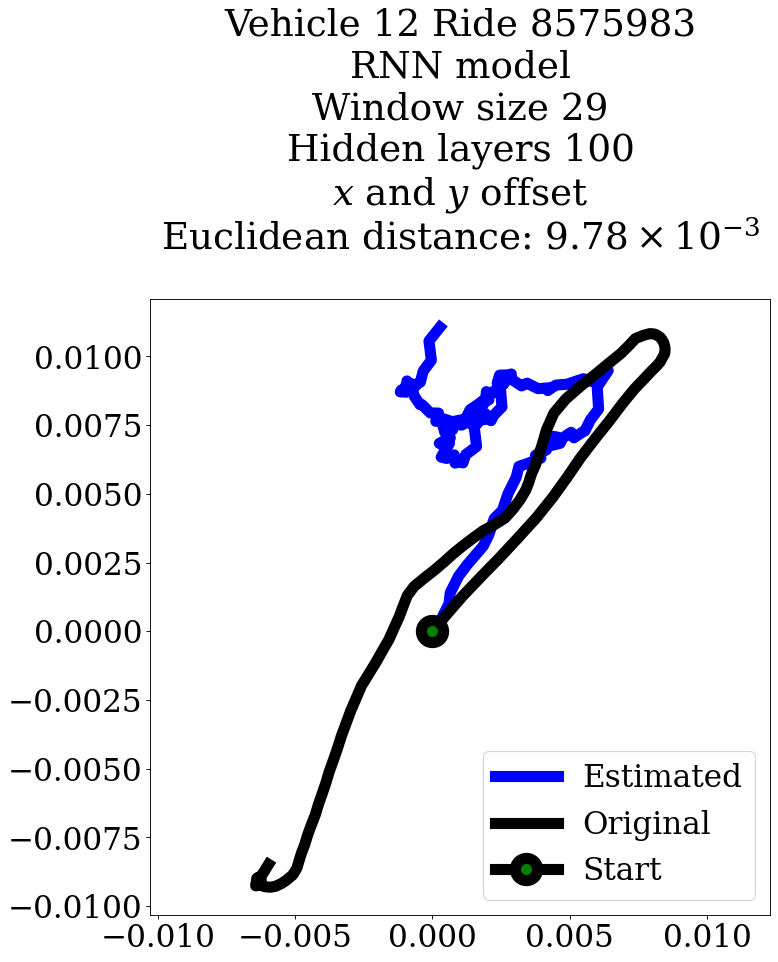 Vehicle 12 Ride 8575983
RNN model
Window size 29
Hidden layers 100
x and y offset
Euclidean distance: 9.78 × 10⁻³
0.0100
0.0075
0.0050
0.0025
0.0000
−0.0025
−0.0050
−0.0075
−0.0100
Estimated
Original
Start
−0.010 −0.005 0.000 0.005 0.010